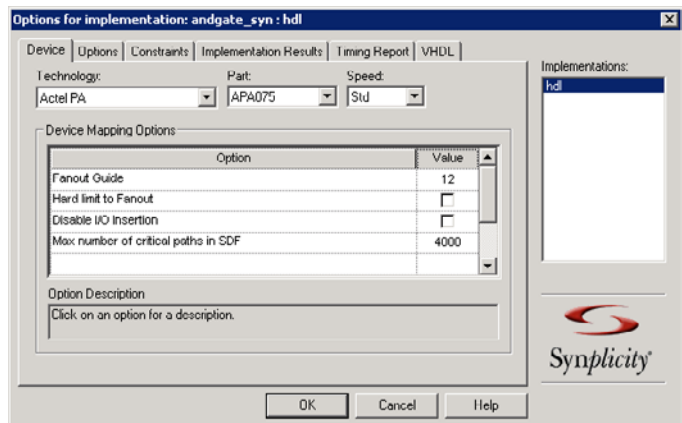 Options for implementation: andgate_syn : hdl
Device Options Constraints Implementation Results Timing Report VHDL
Implementations:
Technology: Part: Speed:
hdl
Actel PA APA075 Std
Device Mapping Options
Option Value
Fanout Guide 12
Hard limit to Fanout
Disable I/O Insertion
Max number of critical paths in SDF 4000
Option Description
Click on an option for a description.
Synplicity
OK Cancel Help